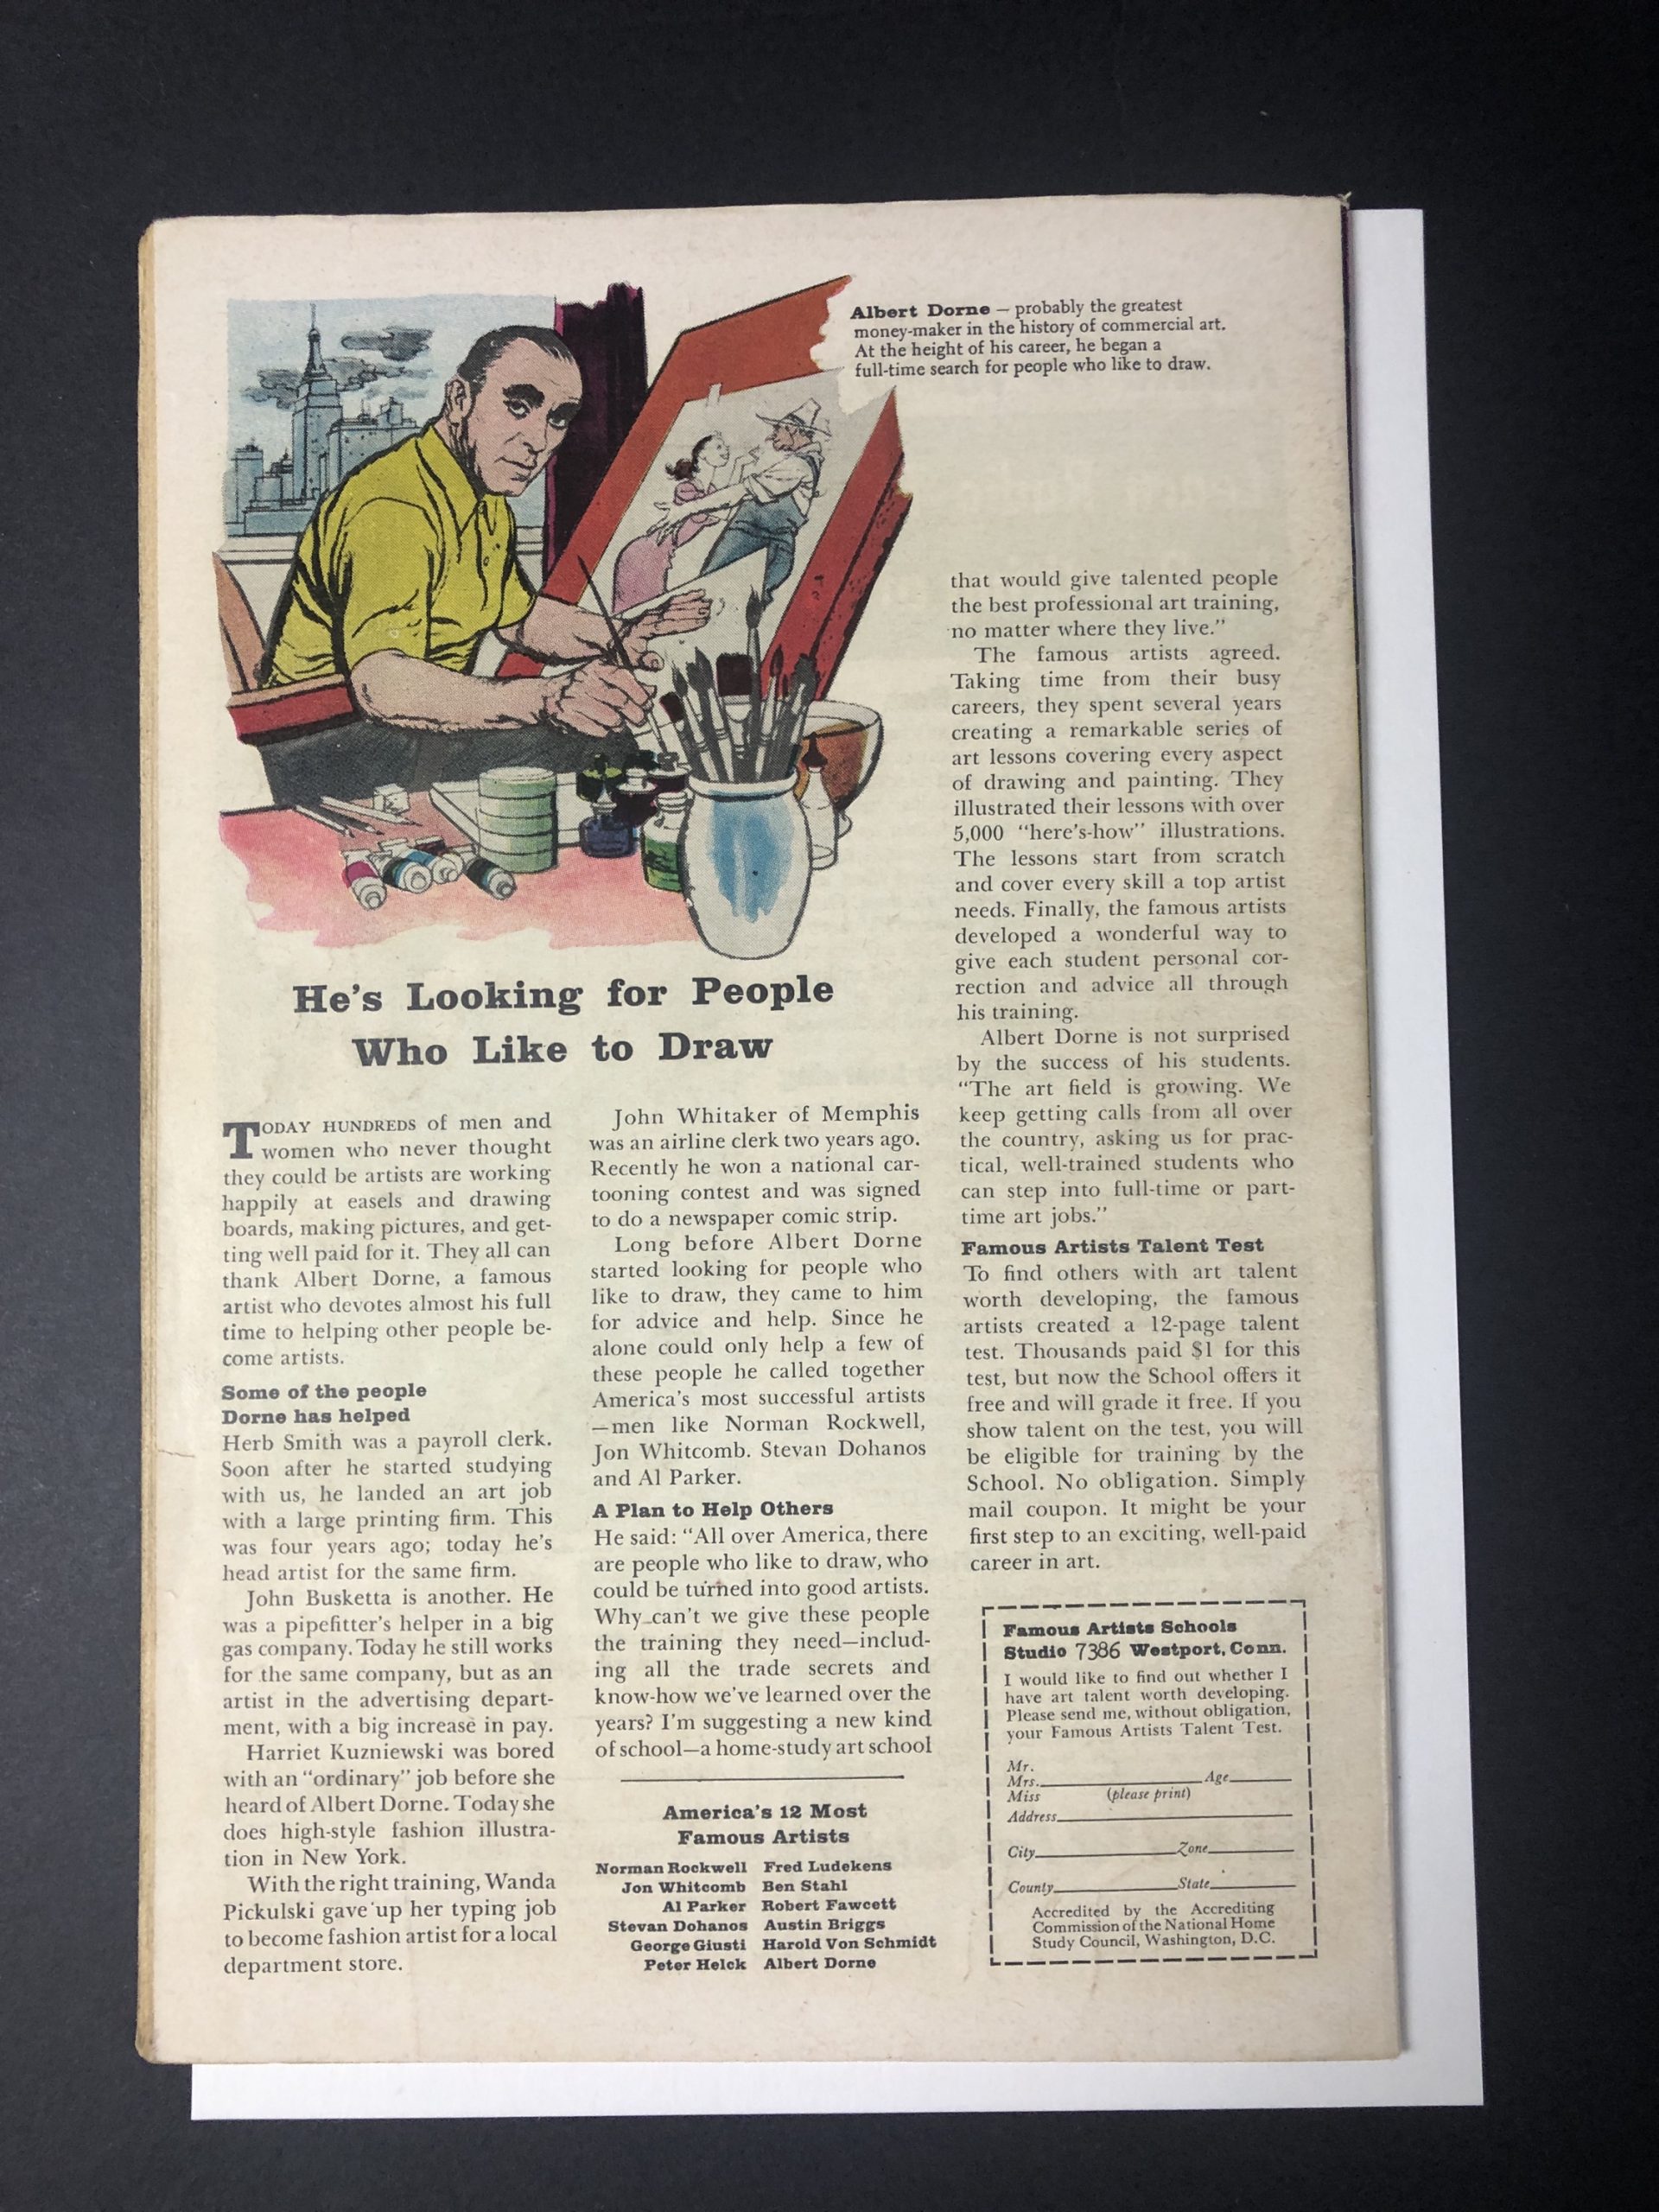 Albert Dorne — probably the greatest
money-maker in the history of commercial art.
At the height of his career, he began a
full-time search for people who like to draw.
He's Looking for People
Who Like to Draw
TODAY HUNDREDS of men and
women who never thought
they could be artists are working
happily at easels and drawing
boards, making pictures, and get-
ting well paid for it. They all can
thank Albert Dorne, a famous
artist who devotes almost his full
time to helping other people be-
come artists.
Some of the people
Dorne has helped
Herb Smith was a payroll clerk.
Soon after he started studying
with us, he landed an art job
with a large printing firm. This
was four years ago; today he's
head artist for the same firm.
John Busketta is another. He
was a pipefitter's helper in a big
gas company. Today he still works
for the same company, but as an
artist in the advertising depart-
ment, with a big increase in pay.
Harriet Kuzniewski was bored
with an "ordinary" job before she
heard of Albert Dorne. Today she
does high-style fashion illustra-
tion in New York.
With the right training, Wanda
Pickulski gave up her typing job
to become fashion artist for a local
department store.
John Whitaker of Memphis
was an airline clerk two years ago.
Recently he won a national car-
tooning contest and was signed
to do a newspaper comic strip.
Long before Albert Dorne
started looking for people who
like to draw, they came to him
for advice and help. Since he
alone could only help a few of
these people he called together
America's most successful artists
—men like Norman Rockwell,
Jon Whitcomb. Stevan Dohanos
and Al Parker.
A Plan to Help Others
He said: "All over America, there
are people who like to draw, who
could be turned into good artists.
Why can't we give these people
the training they need—includ-
ing all the trade secrets and
know-how we've learned over the
years? I'm suggesting a new kind
of school—a home-study art school
America's 12 Most
Famous Artists
Norman Rockwell Fred Ludekens
Jon Whitcomb Ben Stahl
Al Parker Robert Fawcett
Stevan Dohanos Austin Briggs
George Giusti Harold Von Schmidt
Peter Helck Albert Dorne
that would give talented people
the best professional art training,
no matter where they live."
The famous artists agreed.
Taking time from their busy
careers, they spent several years
creating a remarkable series of
art lessons covering every aspect
of drawing and painting. They
illustrated their lessons with over
5,000 "here's-how" illustrations.
The lessons start from scratch
and cover every skill a top artist
needs. Finally, the famous artists
developed a wonderful way to
give each student personal cor-
rection and advice all through
his training.
Albert Dorne is not surprised
by the success of his students.
"The art field is growing. We
keep getting calls from all over
the country, asking us for prac-
tical, well-trained students who
can step into full-time or part-
time art jobs."
Famous Artists Talent Test
To find others with art talent
worth developing, the famous
artists created a 12-page talent
test. Thousands paid $1 for this
test, but now the School offers it
free and will grade it free. If you
show talent on the test, you will
be eligible for training by the
School. No obligation. Simply
mail coupon. It might be your
first step to an exciting, well-paid
career in art.
Famous Artists Schools
Studio 7386 Westport, Conn.
I would like to find out whether I
have art talent worth developing.
Please send me, without obligation,
your Famous Artists Talent Test.
Mr.
Mrs. Age
Miss (please print)
Address
City Zone
County State
Accredited by the Accrediting
Commission of the National Home
Study Council, Washington, D.C.